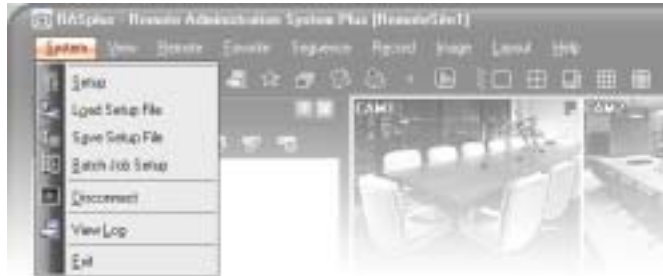 RASplus - Remote Administration System Plus [RemoteSite1]
System View Remote Favorite Sequence Record Image Layout Help
Setup
Load Setup File
Save Setup File
Batch Job Setup
Disconnect
View Log
Exit
CAM1
CAM2